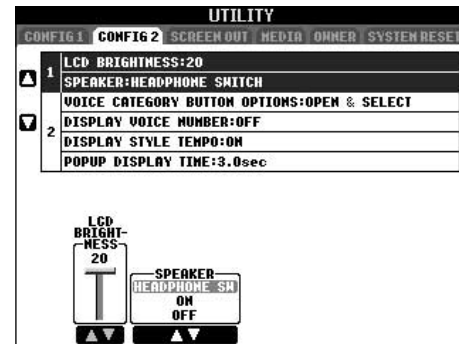 UTILITY
CONFIG 1 CONFIG 2 SCREEN OUT MEDIA OWNER SYSTEM RESET
1
LCD BRIGHTNESS:20
SPEAKER:HEADPHONE SWITCH
2
VOICE CATEGORY BUTTON OPTIONS:OPEN & SELECT
DISPLAY VOICE NUMBER:OFF
DISPLAY STYLE TEMPO:ON
POPUP DISPLAY TIME:3.0sec
LCD
BRIGHT-
NESS
20
SPEAKER
HEADPHONE SW
ON
OFF